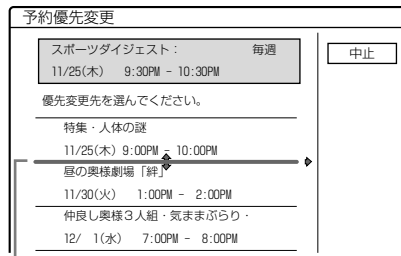 予約優先変更
スポーツダイジェスト： 毎週
11/25(木) 9:30PM - 10:30PM
中止
優先変更先を選んでください。
特集・人体の謎
11/25(木) 9:00PM - 10:00PM
昼の奥様劇場「絆」
11/30(火) 1:00PM - 2:00PM
仲良し奥様３人組・気ままぶらり・
12/ 1(水) 7:00PM - 8:00PM